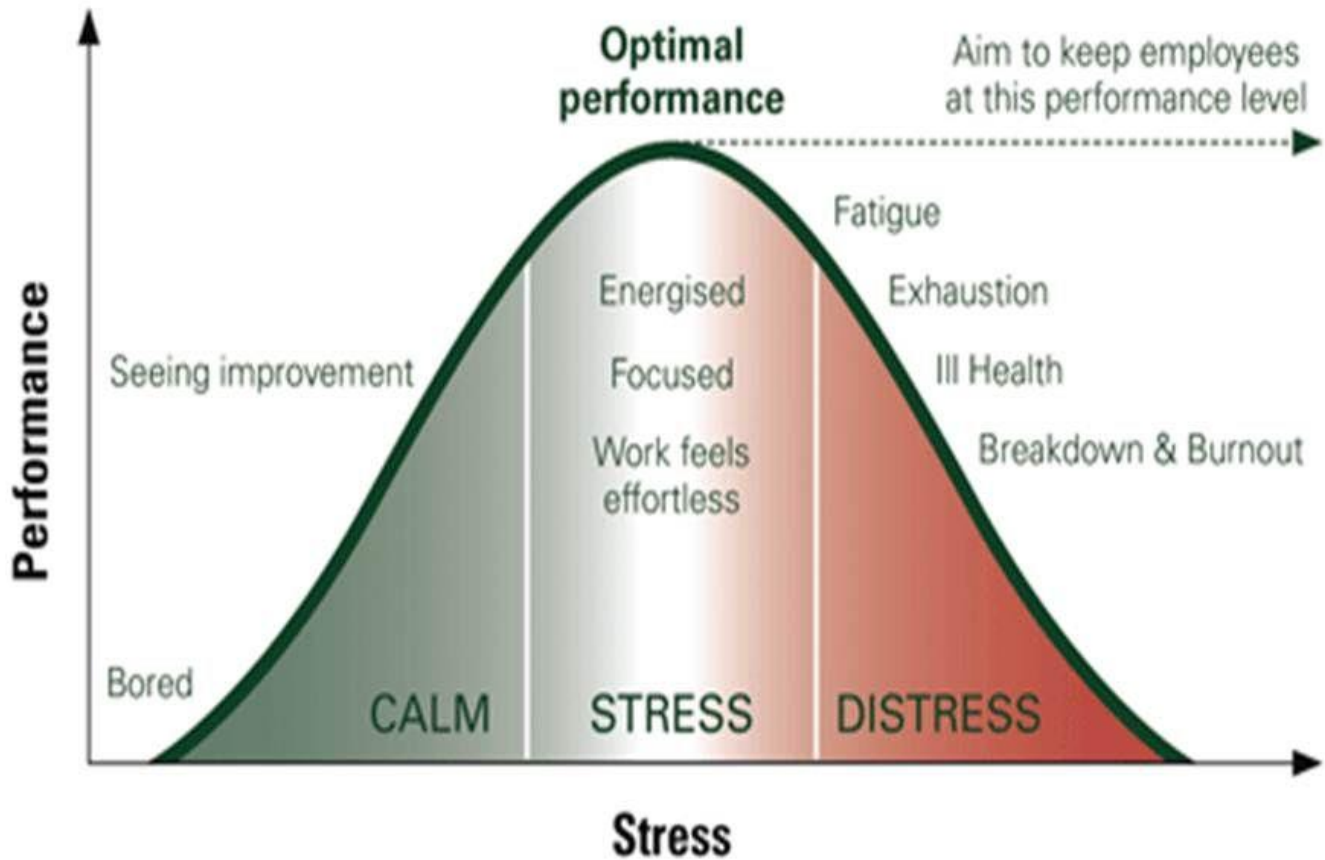 Optimal
performance
Aim to keep employees
at this performance level
Fatigue
Energised
Exhaustion
Seeing improvement
Focused
Ill Health
Work feels
effortless
Breakdown & Burnout
Performance
Bored
CALM
STRESS
DISTRESS
Stress